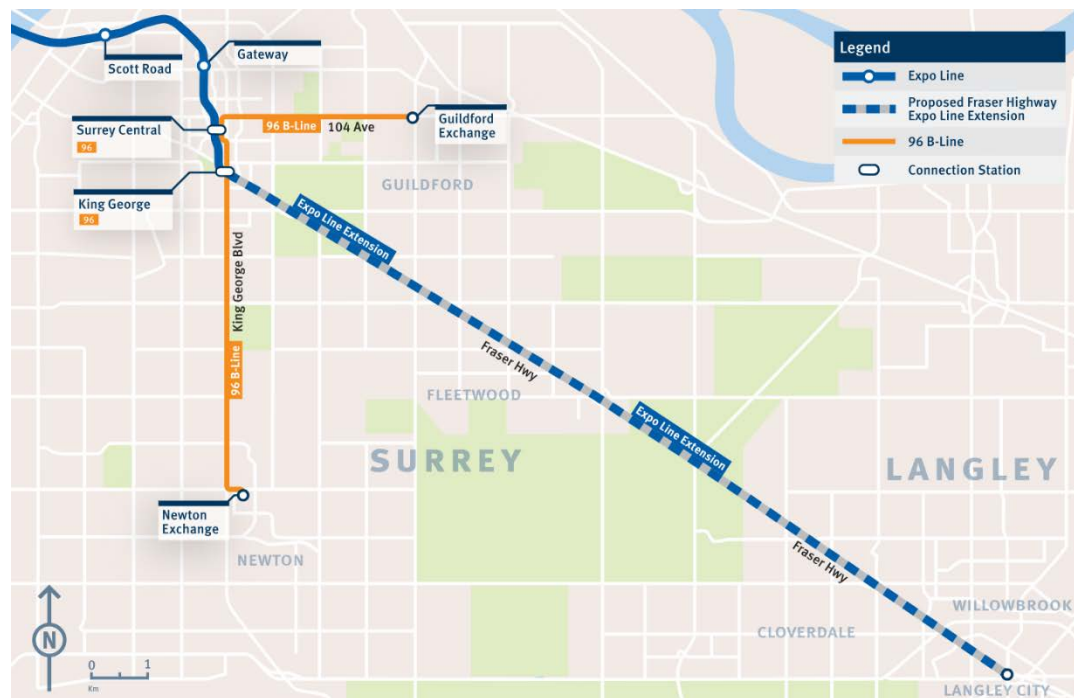 Scott Road
Gateway
Surrey Central
96
King George
96
96 B-Line
104 Ave
Guildford
Exchange
GUILDFORD
Legend
Expo Line
Proposed Fraser Highway
Expo Line Extension
96 B-Line
Connection Station
Expo Line Extension
King George Blvd
96 B-Line
Fraser Hwy
FLEETWOOD
Expo Line Extension
SURREY
LANGLEY
Newton
Exchange
NEWTON
Fraser Hwy
WILLOWBROOK
CLOVERDALE
LANGLEY CITY
N
0 1
Km